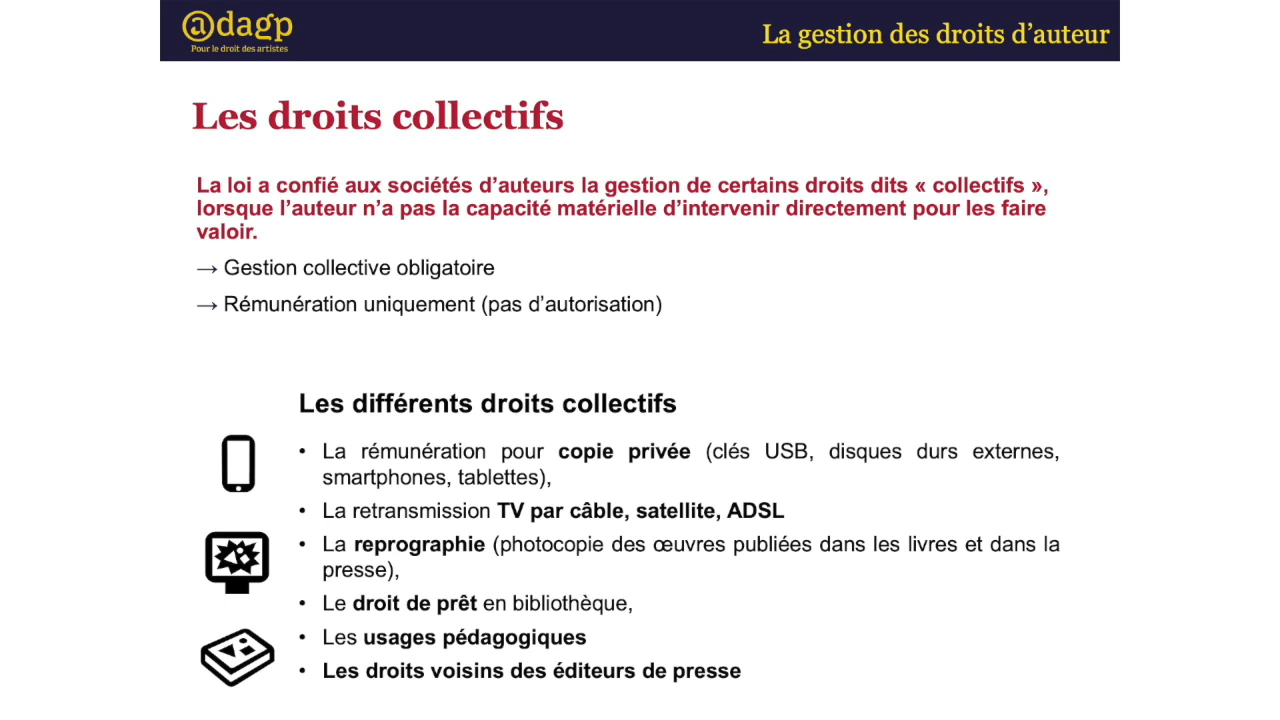 @dagp
Pour le droit des artistes
La gestion des droits d’auteur
Les droits collectifs
La loi a confié aux sociétés d’auteurs la gestion de certains droits dits « collectifs »,
lorsque l’auteur n’a pas la capacité matérielle d’intervenir directement pour les faire
valoir.
→ Gestion collective obligatoire
→ Rémunération uniquement (pas d’autorisation)
Les différents droits collectifs
• La rémunération pour copie privée (clés USB, disques durs externes,
smartphones, tablettes),
• La retransmission TV par câble, satellite, ADSL
• La reprographie (photocopie des œuvres publiées dans les livres et dans la
presse),
• Le droit de prêt en bibliothèque,
• Les usages pédagogiques
• Les droits voisins des éditeurs de presse